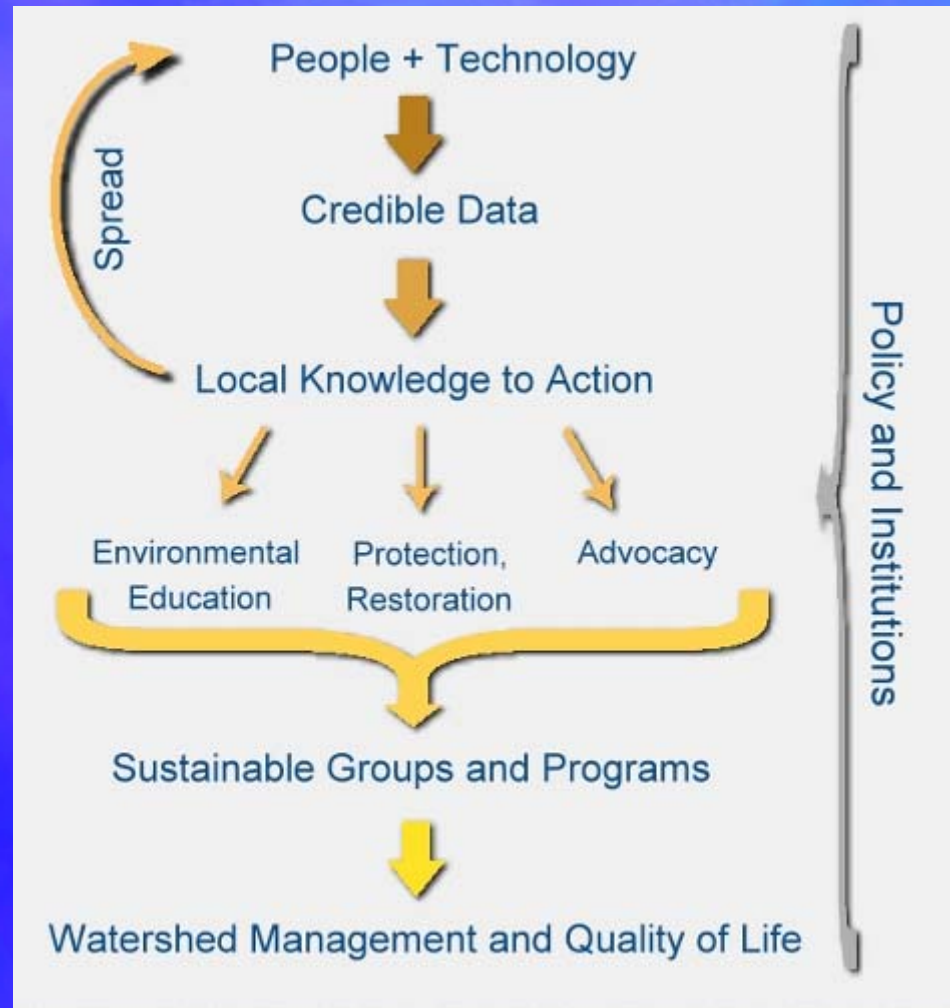 People + Technology
Spread
Credible Data
Local Knowledge to Action
Environmental
Education
Protection,
Restoration
Advocacy
Policy and Institutions
Sustainable Groups and Programs
Watershed Management and Quality of Life